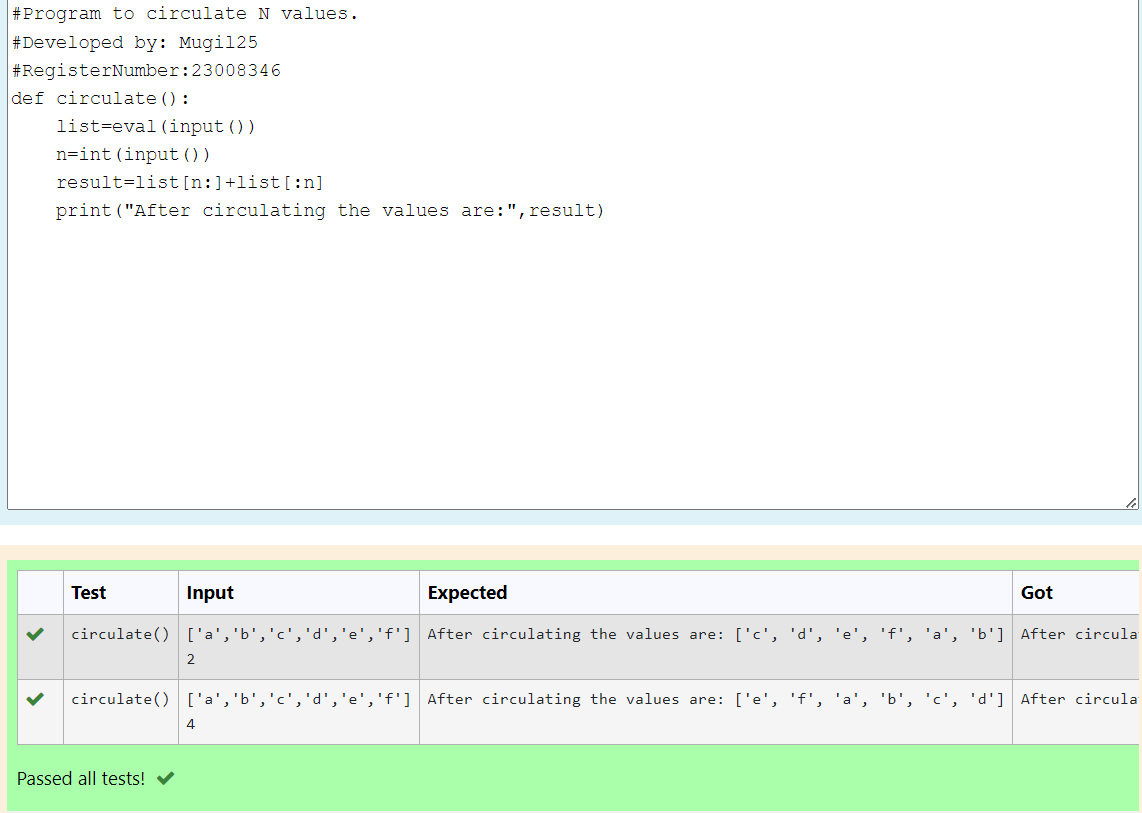 #Program to circulate N values.
#Developed by: Mugil25
#RegisterNumber:23008346
def circulate():
    list=eval(input())
    n=int(input())
    result=list[n:]+list[:n]
    print("After circulating the values are:",result)
Test Input Expected Got
circulate() ['a','b','c','d','e','f'] After circulating the values are: ['c', 'd', 'e', 'f', 'a', 'b'] After circula
2
circulate() ['a','b','c','d','e','f'] After circulating the values are: ['e', 'f', 'a', 'b', 'c', 'd'] After circula
4
Passed all tests!